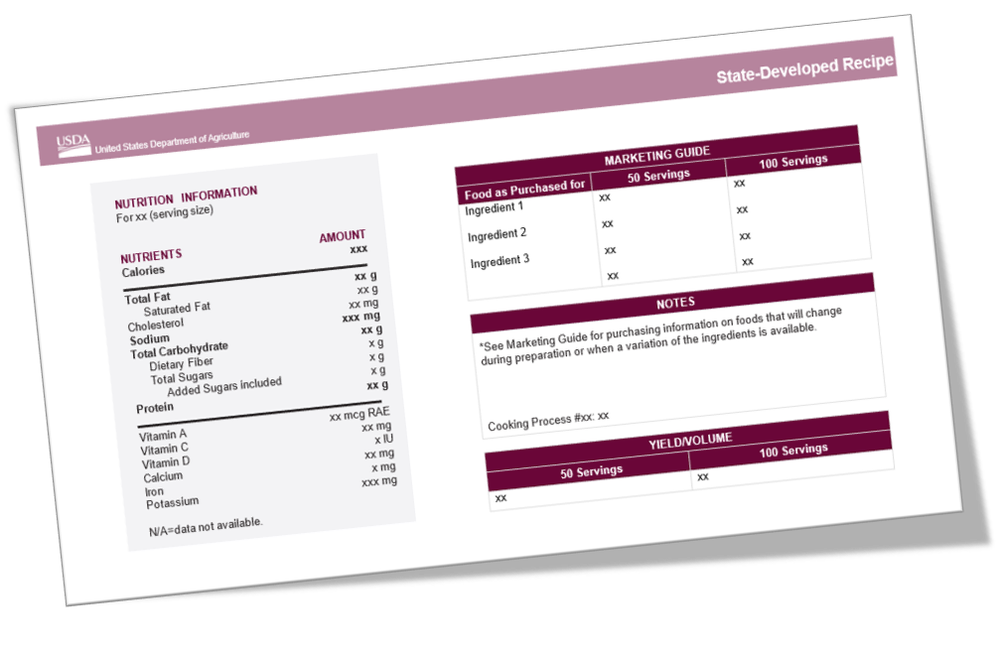 State-Developed Recipe
USDA United States Department of Agriculture
NUTRITION INFORMATION
For xx (serving size)
NUTRIENTS AMOUNT
Calories xxx
Total Fat xx g
Saturated Fat xx g
Cholesterol xx mg
Sodium xxx mg
Total Carbohydrate xx g
Dietary Fiber x g
Total Sugars x g
Added Sugars included x g
Protein xx g
Vitamin A xx mcg RAE
Vitamin C xx mg
Vitamin D x IU
Calcium xx mg
Iron x mg
Potassium xxx mg
N/A=data not available.
MARKETING GUIDE
Food as Purchased for 50 Servings 100 Servings
Ingredient 1 xx xx
Ingredient 2 xx xx
Ingredient 3 xx xx
xx xx
NOTES
*See Marketing Guide for purchasing information on foods that will change
during preparation or when a variation of the ingredients is available.
Cooking Process #xx: xx
YIELD/VOLUME
50 Servings 100 Servings
xx xx